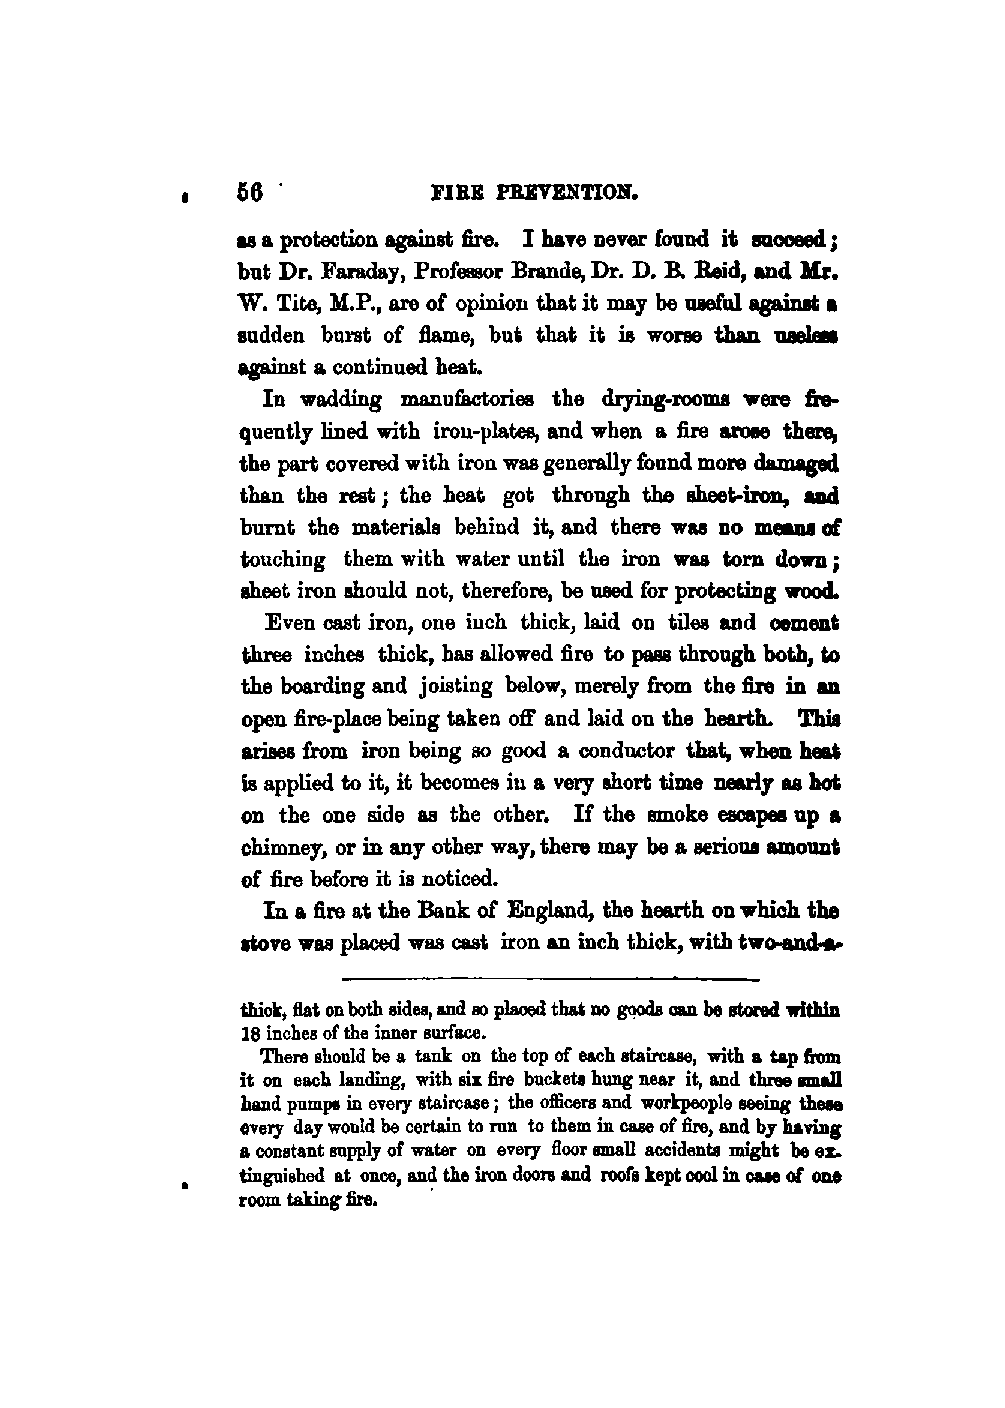 56 FIRE PREVENTION.
as a protection against fire. I have never found it succeed;
but Dr. Faraday, Professor Brande, Dr. D. B. Reid, and Mr.
W. Tite, M.P., are of opinion that it may be useful against a
sudden burst of flame, but that it is worse than useless
against a continued heat.
In wadding manufactories the drying-rooms were fre-
quently lined with iron-plates, and when a fire arose there,
the part covered with iron was generally found more damaged
than the rest; the heat got through the sheet-iron, and
burnt the materials behind it, and there was no means of
touching them with water until the iron was torn down;
sheet iron should not, therefore, be used for protecting wood.
Even cast iron, one inch thick, laid on tiles and cement
three inches thick, has allowed fire to pass through both, to
the boarding and joisting below, merely from the fire in an
open fire-place being taken off and laid on the hearth. This
arises from iron being so good a conductor that, when heat
is applied to it, it becomes in a very short time nearly as hot
on the one side as the other. If the smoke escapes up a
chimney, or in any other way, there may be a serious amount
of fire before it is noticed.
In a fire at the Bank of England, the hearth on which the
stove was placed was cast iron an inch thick, with two-and-a-
thick, flat on both sides, and so placed that no goods can be stored within
18 inches of the inner surface.
There should be a tank on the top of each staircase, with a tap from
it on each landing, with six fire buckets hung near it, and three small
hand pumps in every staircase; the officers and workpeople seeing these
every day would be certain to run to them in case of fire, and by having
a constant supply of water on every floor small accidents might be ex-
tinguished at once, and the iron doors and roofs kept cool in case of one
room taking fire.